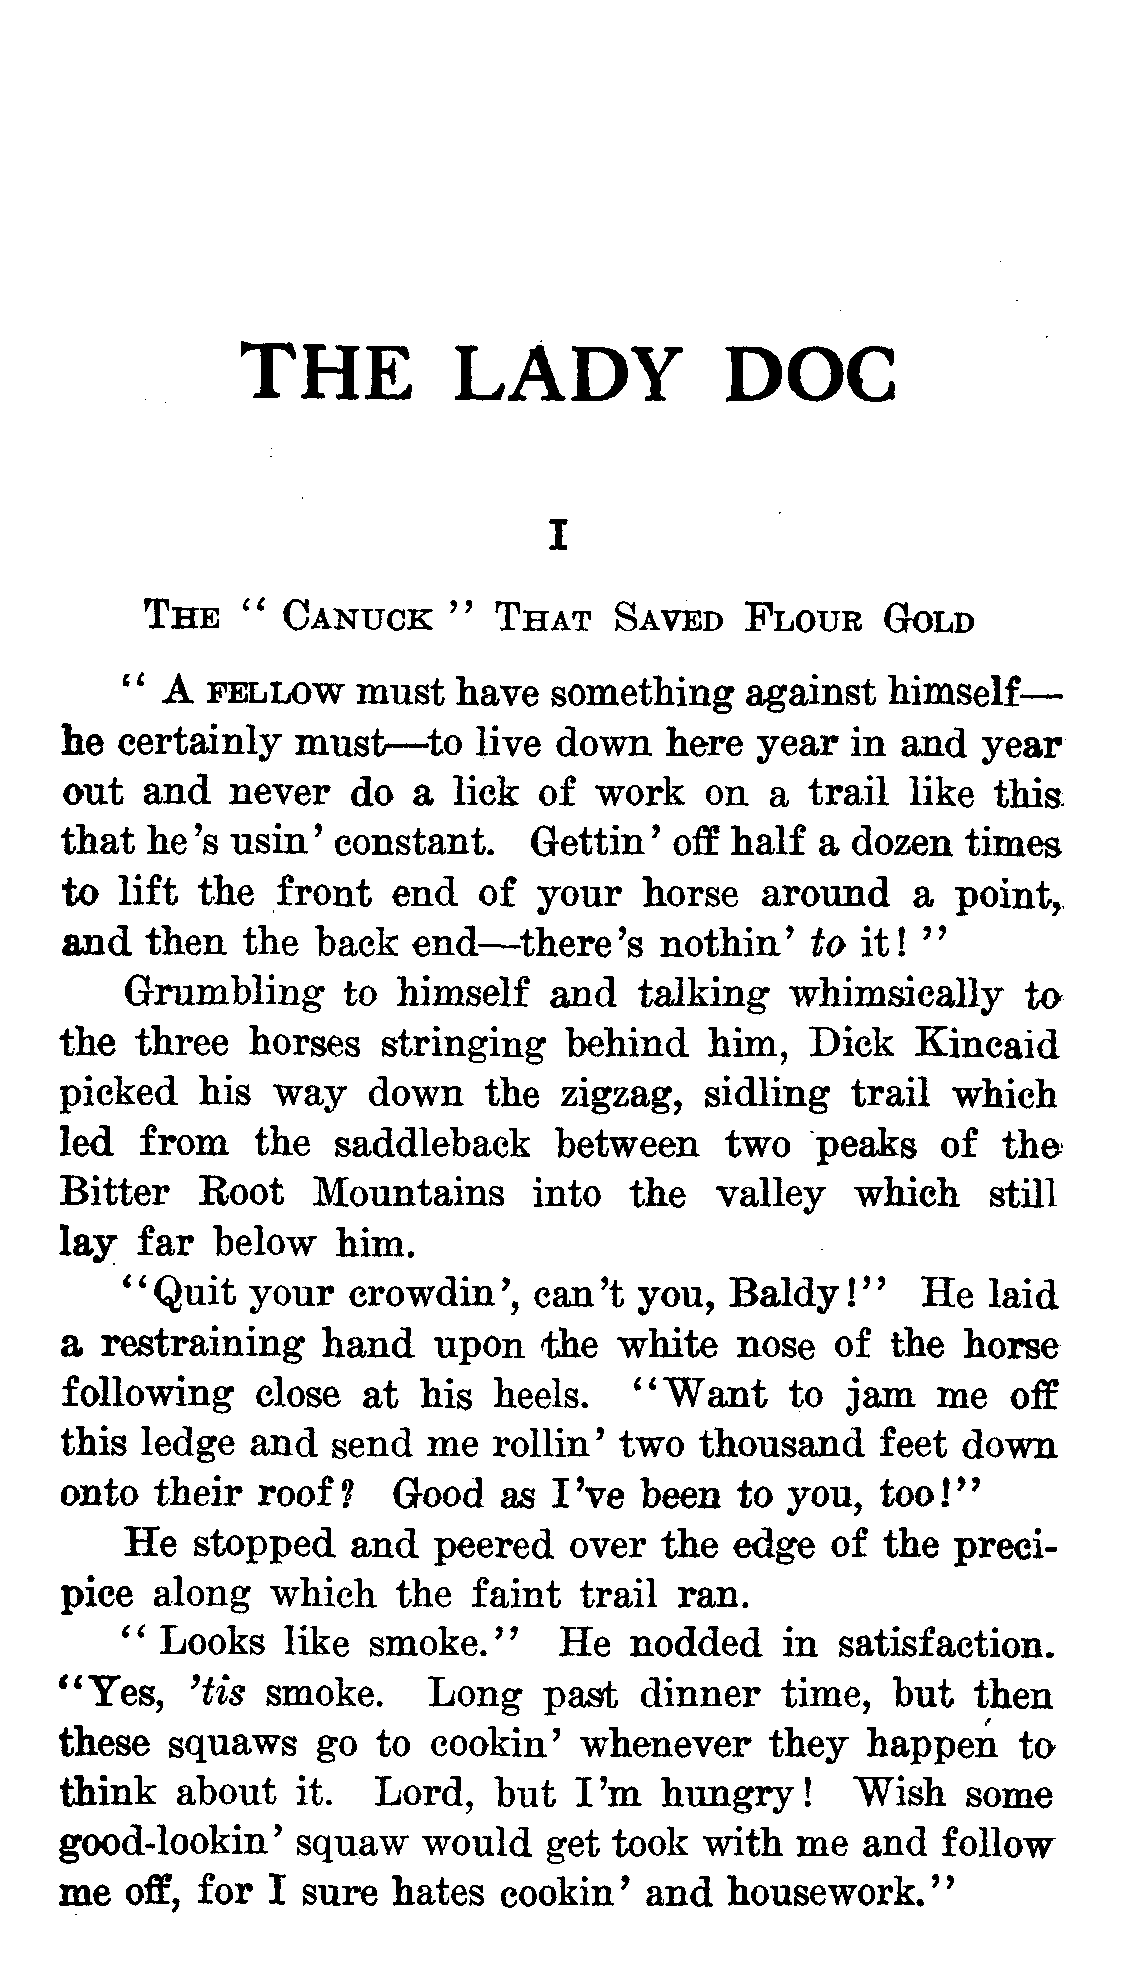 THE LADY DOC
I
THE "CANUCK" THAT SAVED FLOUR GOLD
"A FELLOW must have something against himself—
he certainly must—to live down here year in and year
out and never do a lick of work on a trail like this
that he's usin' constant. Gettin' off half a dozen times
to lift the front end of your horse around a point,
and then the back end—there's nothin' to it!"
Grumbling to himself and talking whimsically to
the three horses stringing behind him, Dick Kincaid
picked his way down the zigzag, sidling trail which
led from the saddleback between two peaks of the
Bitter Root Mountains into the valley which still
lay far below him.
"Quit your crowdin', can't you, Baldy!" He laid
a restraining hand upon the white nose of the horse
following close at his heels. "Want to jam me off
this ledge and send me rollin' two thousand feet down
onto their roof? Good as I've been to you, too!"
He stopped and peered over the edge of the preci-
pice along which the faint trail ran.
"Looks like smoke." He nodded in satisfaction.
"Yes, 'tis smoke. Long past dinner time, but then
these squaws go to cookin' whenever they happen to
think about it. Lord, but I'm hungry! Wish some
good-lookin' squaw would get took with me and follow
me off, for I sure hates cookin' and housework."